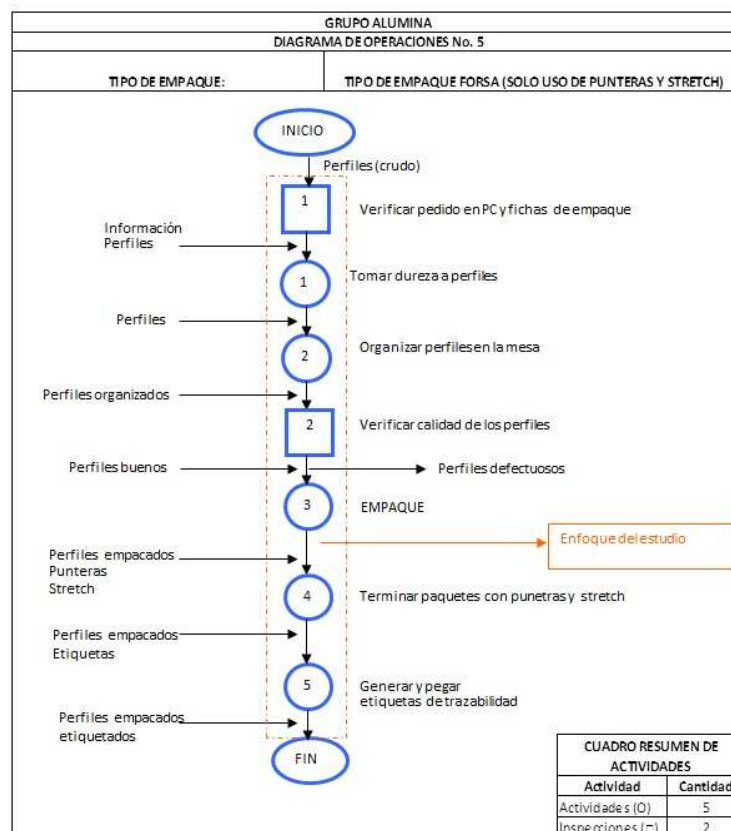 GRUPO ALUMINA
DIAGRAMA DE OPERACIONES No. 5
TIPO DE EMPAQUE:
TIPO DE EMPAQUE FORSA (SOLO USO DE PUNTERAS Y STRETCH)
INICIO
Perfiles (crudo)
1
Verificar pedido en PC y fichas de empaque
Información
Perfiles
1
Tomar dureza a perfiles
Perfiles
2
Organizar perfiles en la mesa
Perfiles organizados
2
Verificar calidad de los perfiles
Perfiles buenos
Perfiles defectuosos
3
EMPAQUE
Enfoque del estudio
Perfiles empacados
Punteras
Stretch
4
Terminar paquetes con punetras y stretch
Perfiles empacados
Etiquetas
5
Generar y pegar
etiquetas de trazabilidad
Perfiles empacados
etiquetados
FIN
CUADRO RESUMEN DE
ACTIVIDADES
Actividad
Cantidad
Actividades (O)
5
Inspecciones (□)
2